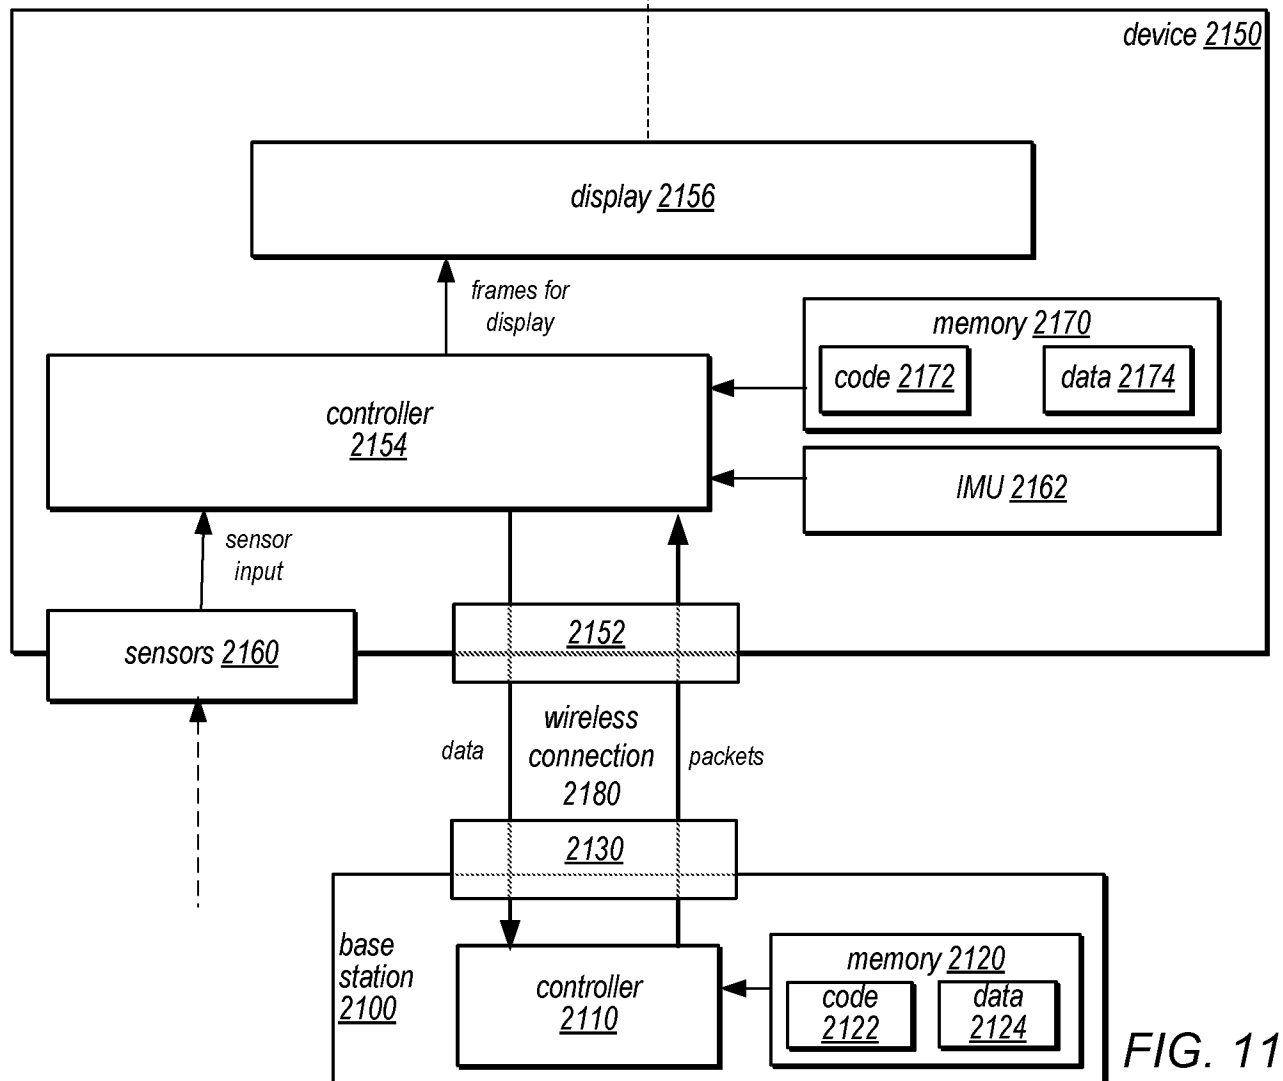 device 2150
display 2156
frames for
display
memory 2170
code 2172
data 2174
controller
2154
IMU 2162
sensor
input
sensors 2160
2152
wireless
connection
2180
data
packets
2130
base
station
2100
controller
2110
memory 2120
code
2122
data
2124
FIG. 11